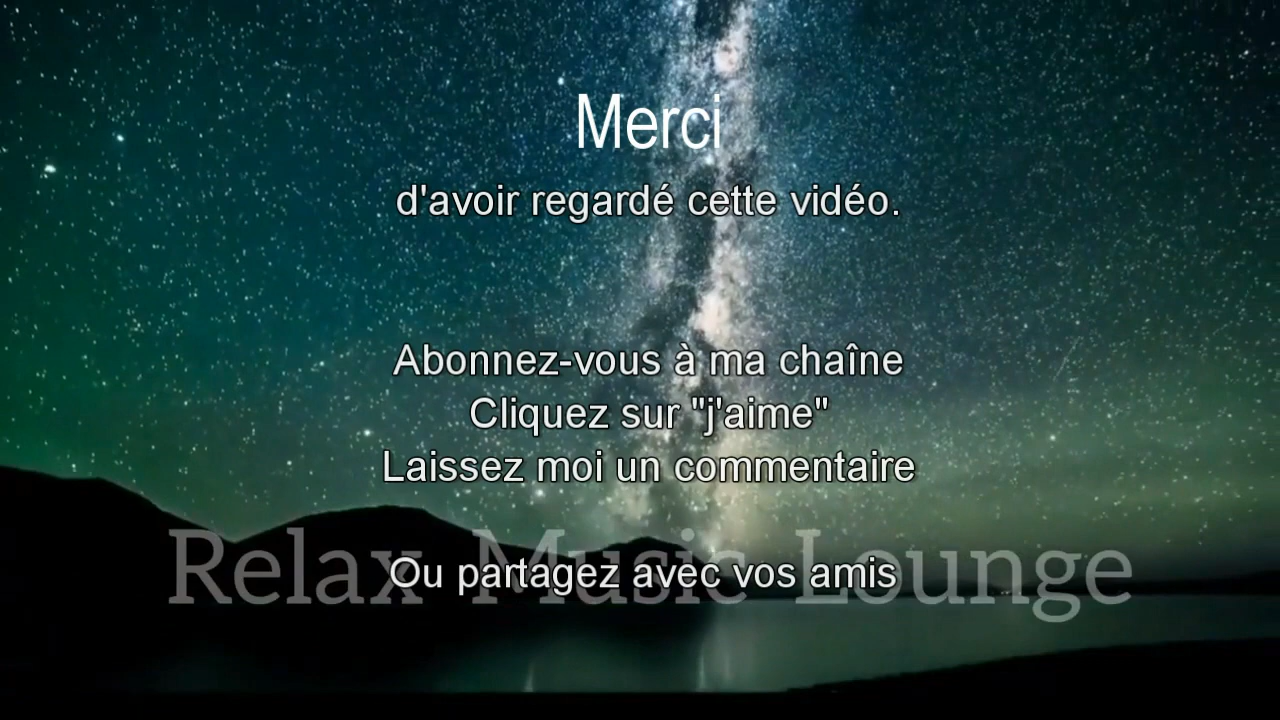 Merci
d'avoir regardé cette vidéo.
Abonnez-vous à ma chaîne
Cliquez sur "j'aime"
Laissez moi un commentaire
Relax Music Lounge
Ou partagez avec vos amis